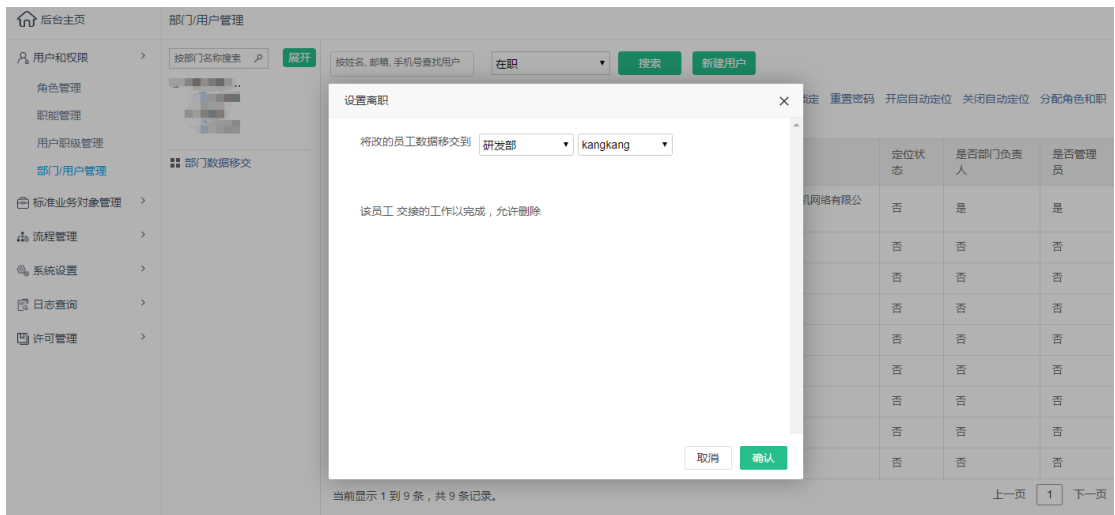 后台主页
部门/用户管理
用户和权限
角色管理
职能管理
用户职级管理
部门/用户管理
标准业务对象管理
流程管理
系统设置
日志查询
许可管理
按部门名称搜索
展开
部门数据移交
按姓名, 邮箱, 手机号查找用户
在职
搜索
新建用户
定 重置密码 开启自动定位 关闭自动定位 分配角色和职
设置离职
将改的员工数据移交到 研发部 kangkang
该员工 交接的工作以完成，允许删除
取消 确认
定位状态 是否部门负责人 是否管理员
机网络有限公
否 是 是
否 否 否
否 否 否
否 否 否
否 否 否
否 否 否
否 否 否
否 否 否
否 否 否
当前显示 1 到 9 条，共 9 条记录。
上一页 1 下一页